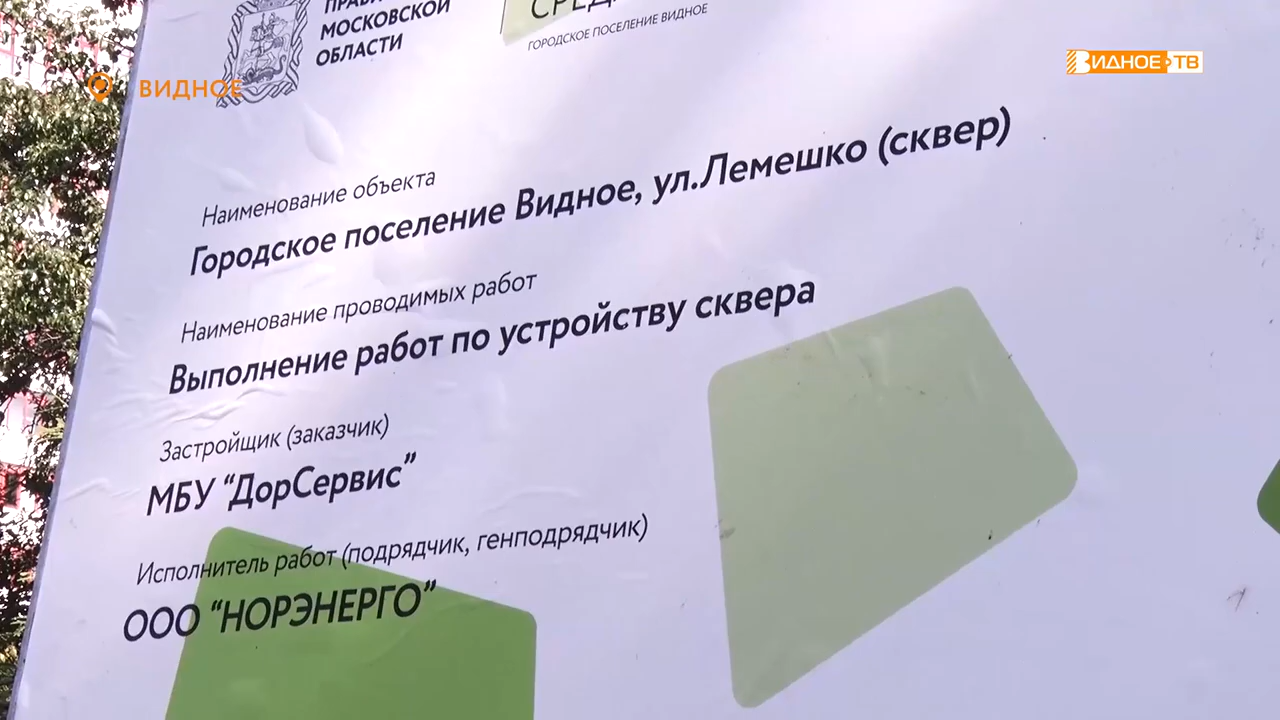 МОСКОВСКОЙ
ОБЛАСТИ
ГОРОДСКОЕ ПОСЕЛЕНИЕ ВИДНОЕ
ВИДНОЕ
ВИДНОЕ ТВ
Наименование объекта
Городское поселение Видное, ул.Лемешко (сквер)
Наименование проводимых работ
Выполнение работ по устройству сквера
Застройщик (заказчик)
МБУ “ДорСервис”
Исполнитель работ (подрядчик, генподрядчик)
ООО “НОРЭНЕРГО”